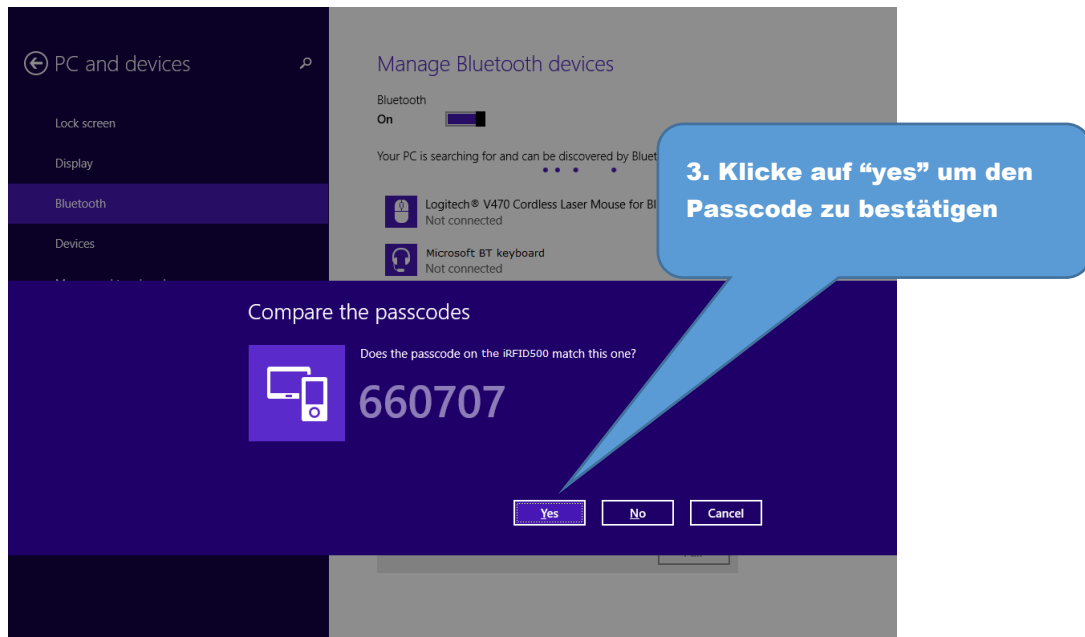 PC and devices
Lock screen
Display
Bluetooth
Devices
Manage Bluetooth devices
Bluetooth
On
Your PC is searching for and can be discovered by
Logitech® V470 Cordless Laser Mouse for
Not connected
Microsoft BT keyboard
Not connected
3. Klicke auf “yes” um den
Passcode zu bestätigen
Compare the passcodes
Does the passcode on the iRFID500 match this one?
660707
Yes
No
Cancel